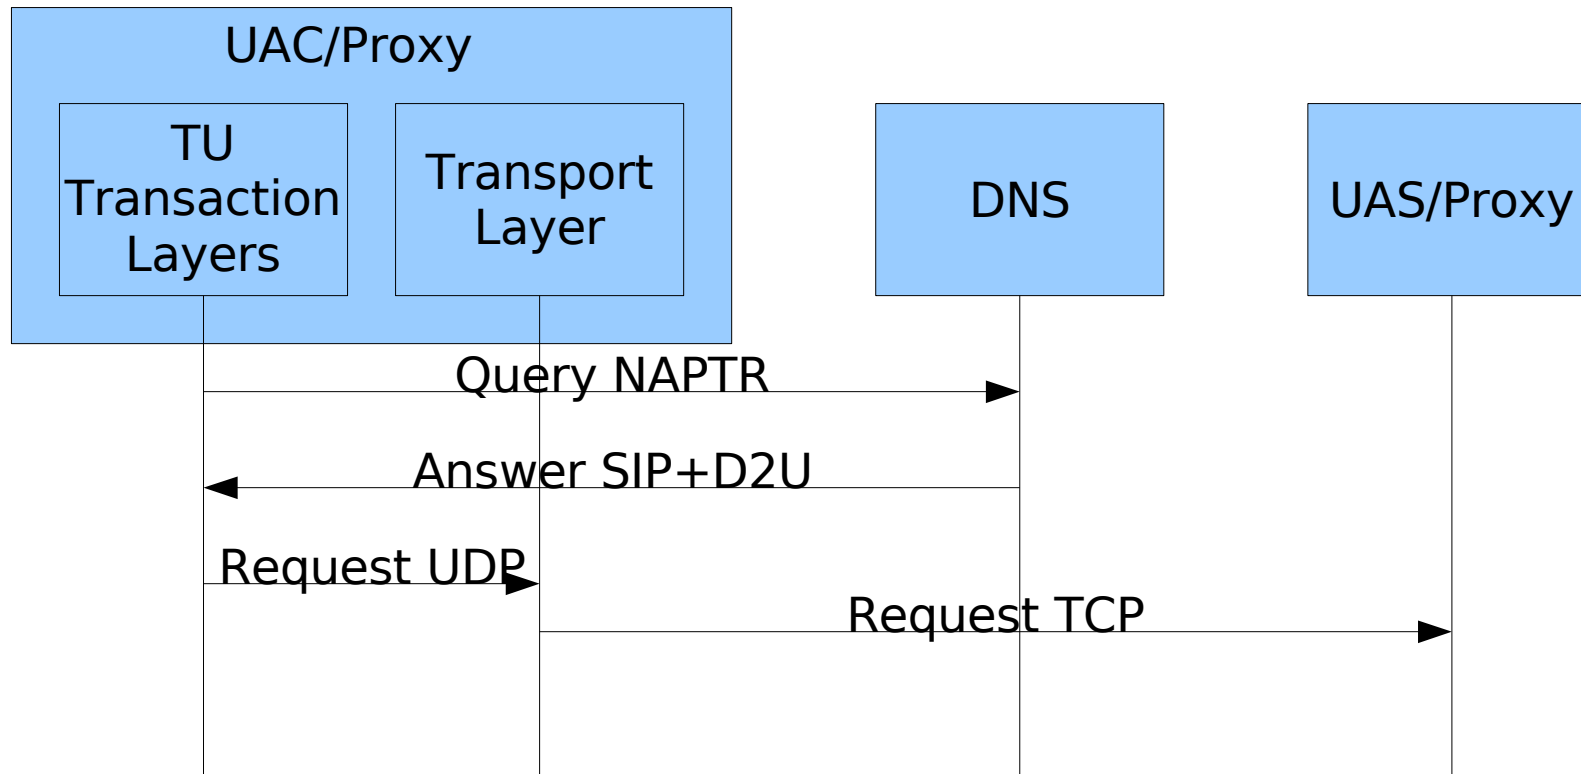 UAC/Proxy
TU
Transaction
Layers
Transport
Layer
DNS
UAS/Proxy
Query NAPTR
Answer SIP+D2U
Request UDP
Request TCP